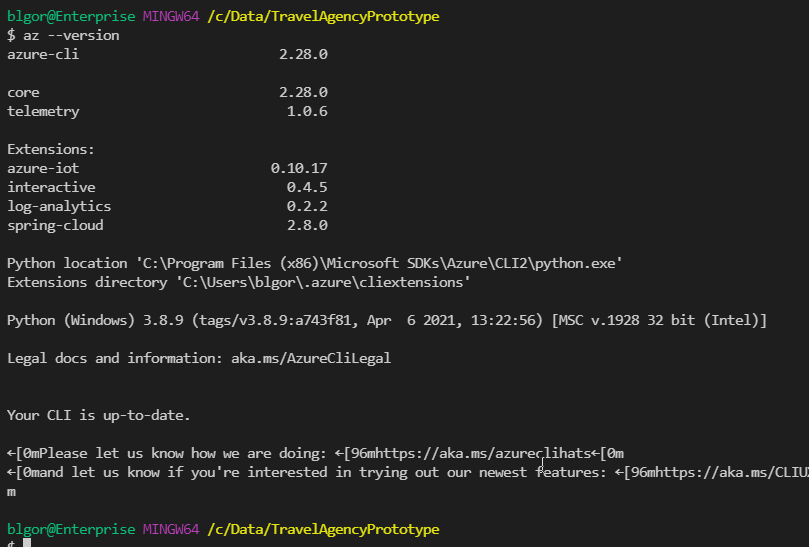 blgor@Enterprise MINGW64 /c/Data/TravelAgencyPrototype
$ az --version
azure-cli                         2.28.0

core                              2.28.0
telemetry                          1.0.6

Extensions:
azure-iot                        0.10.17
interactive                        0.4.5
log-analytics                      0.2.2
spring-cloud                       2.8.0

Python location 'C:\Program Files (x86)\Microsoft SDKs\Azure\CLI2\python.exe'
Extensions directory 'C:\Users\blgor\.azure\cliextensions'

Python (Windows) 3.8.9 (tags/v3.8.9:a743f81, Apr  6 2021, 13:22:56) [MSC v.1928 32 bit (Intel)]

Legal docs and information: aka.ms/AzureCliLegal


Your CLI is up-to-date.

←[0mPlease let us know how we are doing: ←[96mhttps://aka.ms/azureclihats←[0m
←[0mand let us know if you're interested in trying out our newest features: ←[96mhttps://aka.ms/CLIU
m

blgor@Enterprise MINGW64 /c/Data/TravelAgencyPrototype
$